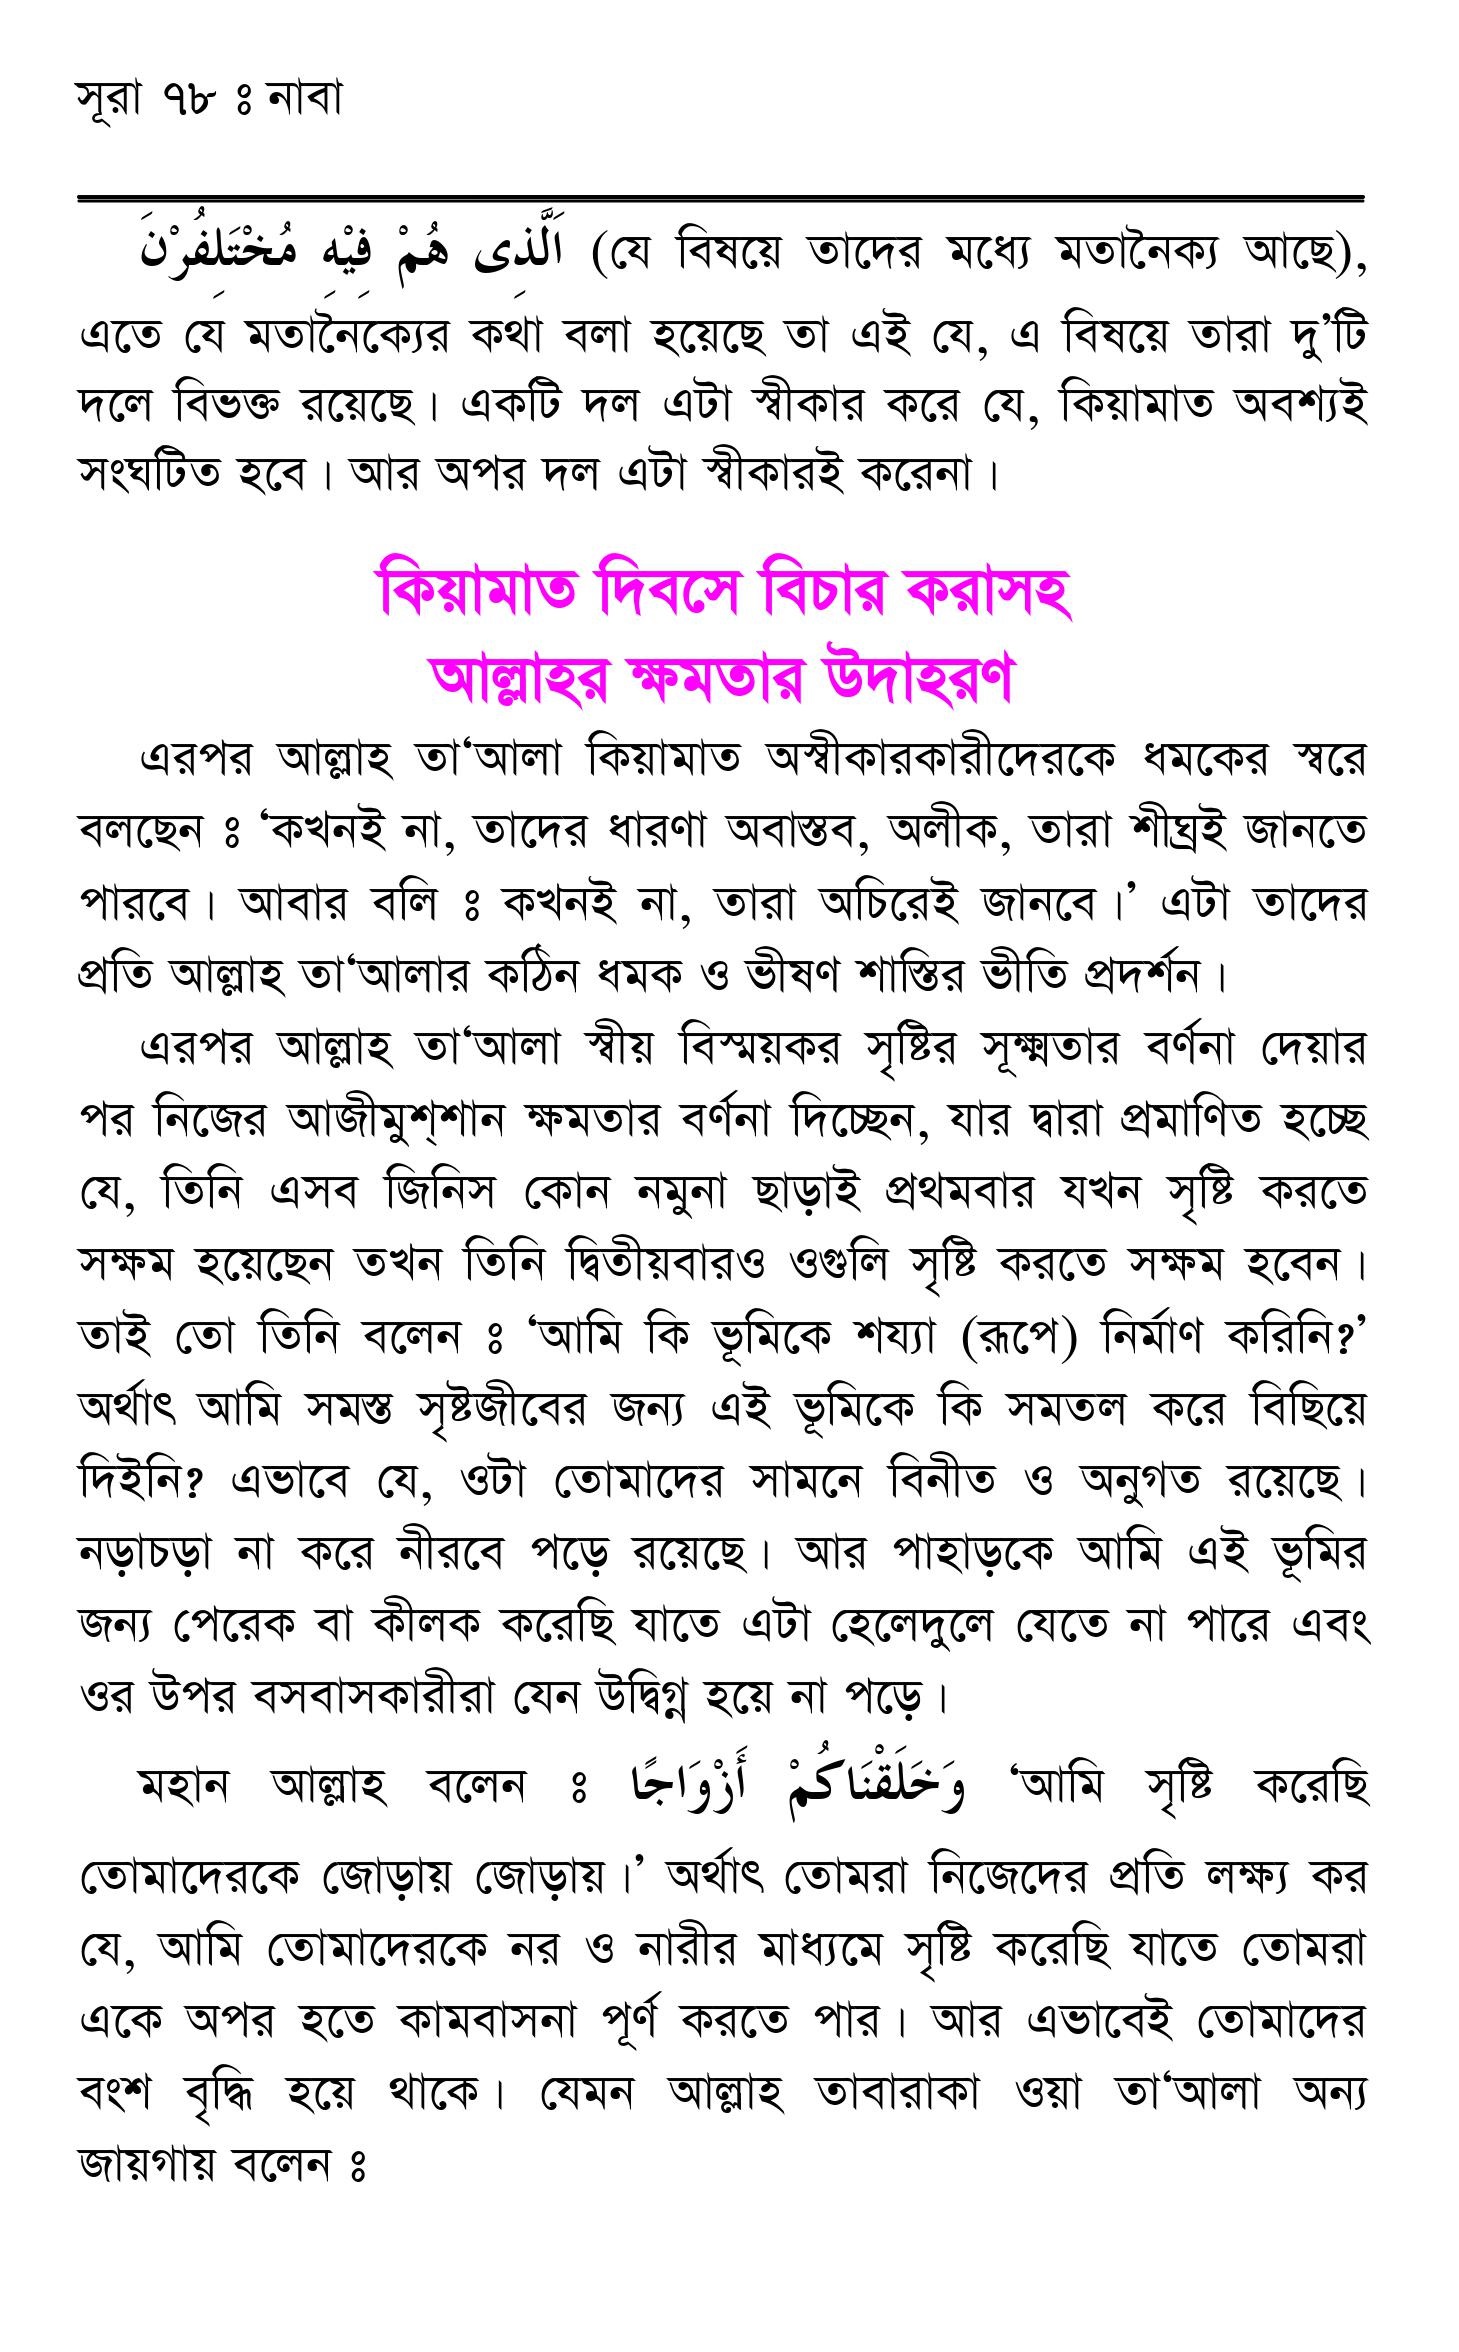 সূরা ৭৮ ঃ নাবা
اَلَّذِى هُمْ فِيْهِ مُخْتَلِفُرْنَ (যে বিষয়ে তাদের মধ্যে মতানৈক্য আছে),
এতে যে মতানৈক্যের কথা বলা হয়েছে তা এই যে, এ বিষয়ে তারা দু’টি
দলে বিভক্ত রয়েছে। একটি দল এটা স্বীকার করে যে, কিয়ামাত অবশ্যই
সংঘটিত হবে। আর অপর দল এটা স্বীকারই করেনা।
কিয়ামাত দিবসে বিচার করাসহ
আল্লাহর ক্ষমতার উদাহরণ
এরপর আল্লাহ তা‘আলা কিয়ামাত অস্বীকারকারীদেরকে ধমকের স্বরে
বলছেন ঃ ‘কখনই না, তাদের ধারণা অবাস্তব, অলীক, তারা শীঘ্রই জানতে
পারবে। আবার বলি ঃ কখনই না, তারা অচিরেই জানবে।’ এটা তাদের
প্রতি আল্লাহ তা‘আলার কঠিন ধমক ও ভীষণ শাস্তির ভীতি প্রদর্শন।
এরপর আল্লাহ তা‘আলা স্বীয় বিস্ময়কর সৃষ্টির সূক্ষ্মতার বর্ণনা দেয়ার
পর নিজের আজীমুশ্‌শান ক্ষমতার বর্ণনা দিচ্ছেন, যার দ্বারা প্রমাণিত হচ্ছে
যে, তিনি এসব জিনিস কোন নমুনা ছাড়াই প্রথমবার যখন সৃষ্টি করতে
সক্ষম হয়েছেন তখন তিনি দ্বিতীয়বারও ওগুলি সৃষ্টি করতে সক্ষম হবেন।
তাই তো তিনি বলেন ঃ ‘আমি কি ভূমিকে শয্যা (রূপে) নির্মাণ করিনি?’
অর্থাৎ আমি সমস্ত সৃষ্টজীবের জন্য এই ভূমিকে কি সমতল করে বিছিয়ে
দিইনি? এভাবে যে, ওটা তোমাদের সামনে বিনীত ও অনুগত রয়েছে।
নড়াচড়া না করে নীরবে পড়ে রয়েছে। আর পাহাড়কে আমি এই ভূমির
জন্য পেরেক বা কীলক করেছি যাতে এটা হেলেদুলে যেতে না পারে এবং
ওর উপর বসবাসকারীরা যেন উদ্বিগ্ন হয়ে না পড়ে।
মহান আল্লাহ বলেন ঃ وَخَلَقْنَاكُمْ أَزْوَاجًا ‘আমি সৃষ্টি করেছি
তোমাদেরকে জোড়ায় জোড়ায়।’ অর্থাৎ তোমরা নিজেদের প্রতি লক্ষ্য কর
যে, আমি তোমাদেরকে নর ও নারীর মাধ্যমে সৃষ্টি করেছি যাতে তোমরা
একে অপর হতে কামবাসনা পূর্ণ করতে পার। আর এভাবেই তোমাদের
বংশ বৃদ্ধি হয়ে থাকে। যেমন আল্লাহ তাবারাকা ওয়া তা‘আলা অন্য
জায়গায় বলেন ঃ